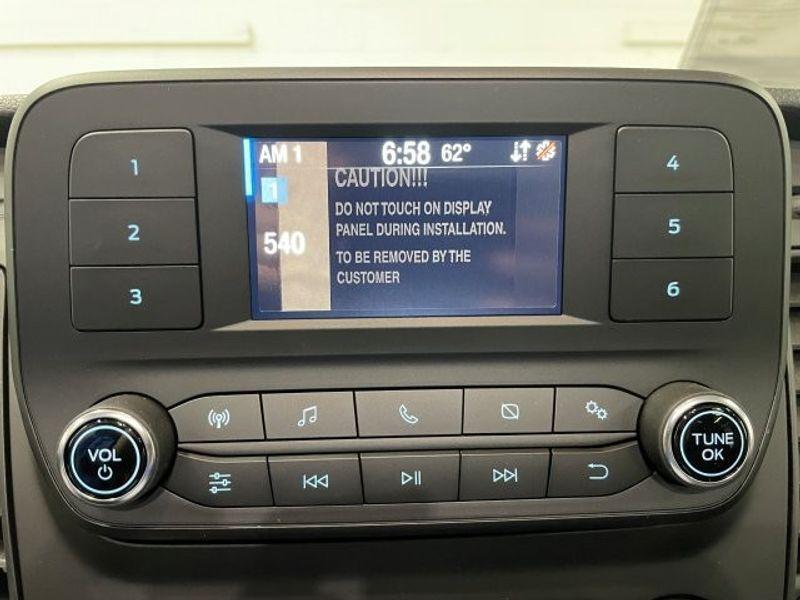 AM 1 6:58 62°
1
540
CAUTION!!!
DO NOT TOUCH ON DISPLAY
PANEL DURING INSTALLATION.
TO BE REMOVED BY THE
CUSTOMER
1
2
3
4
5
6
VOL
TUNE
OK